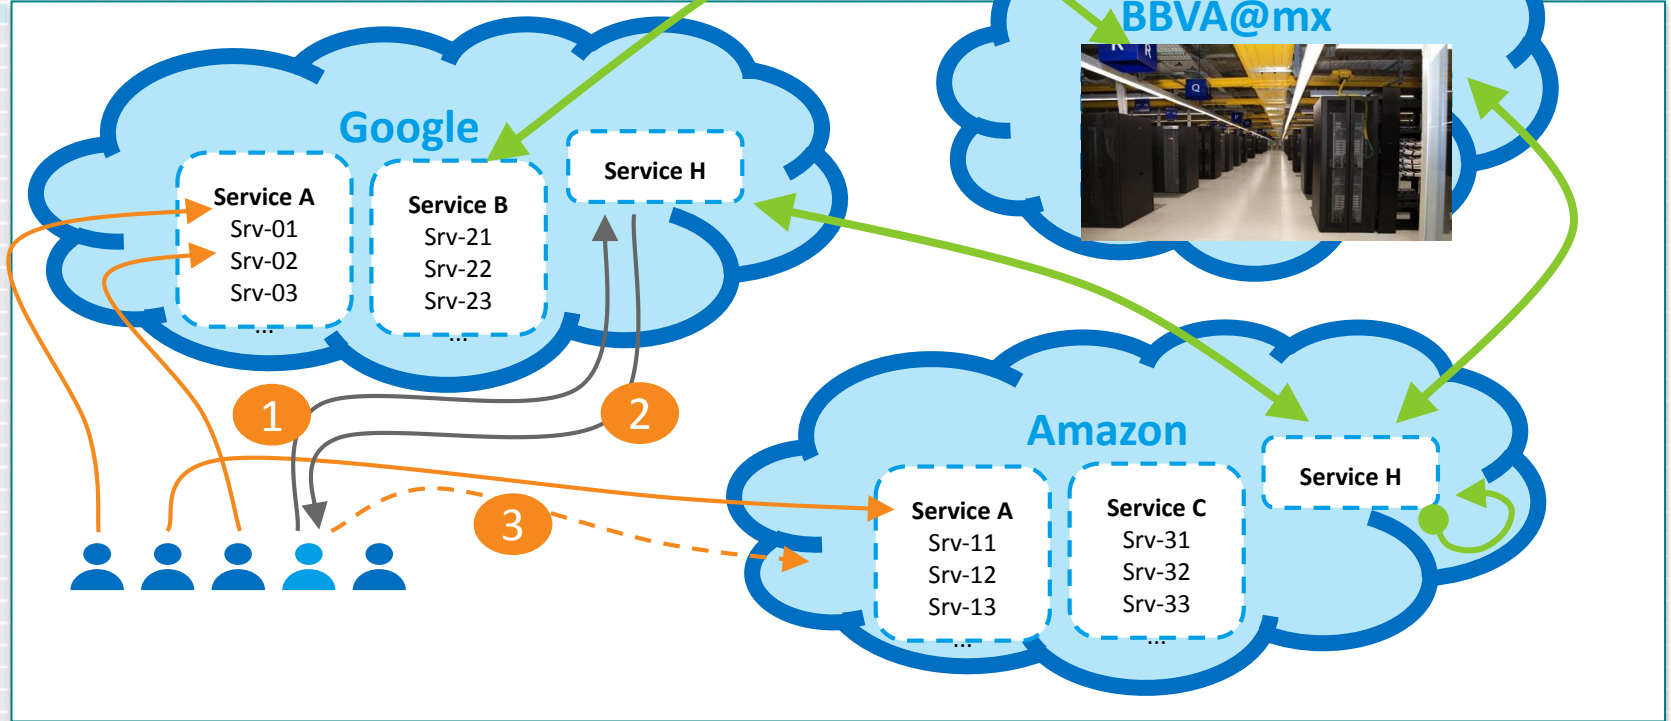 BBVA@mx
R
R
Q
Google
Service A
Srv-01
Srv-02
Srv-03
...
Service B
Srv-21
Srv-22
Srv-23
...
Service H
1
2
3
Amazon
Service A
Srv-11
Srv-12
Srv-13
...
Service C
Srv-31
Srv-32
Srv-33
...
Service H